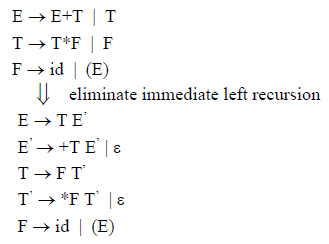 E → E+T | T
T → T*F | F
F → id | (E)
⇓ eliminate immediate left recursion
E → T E'
E' → +T E' | ε
T → F T'
T' → *F T' | ε
F → id | (E)